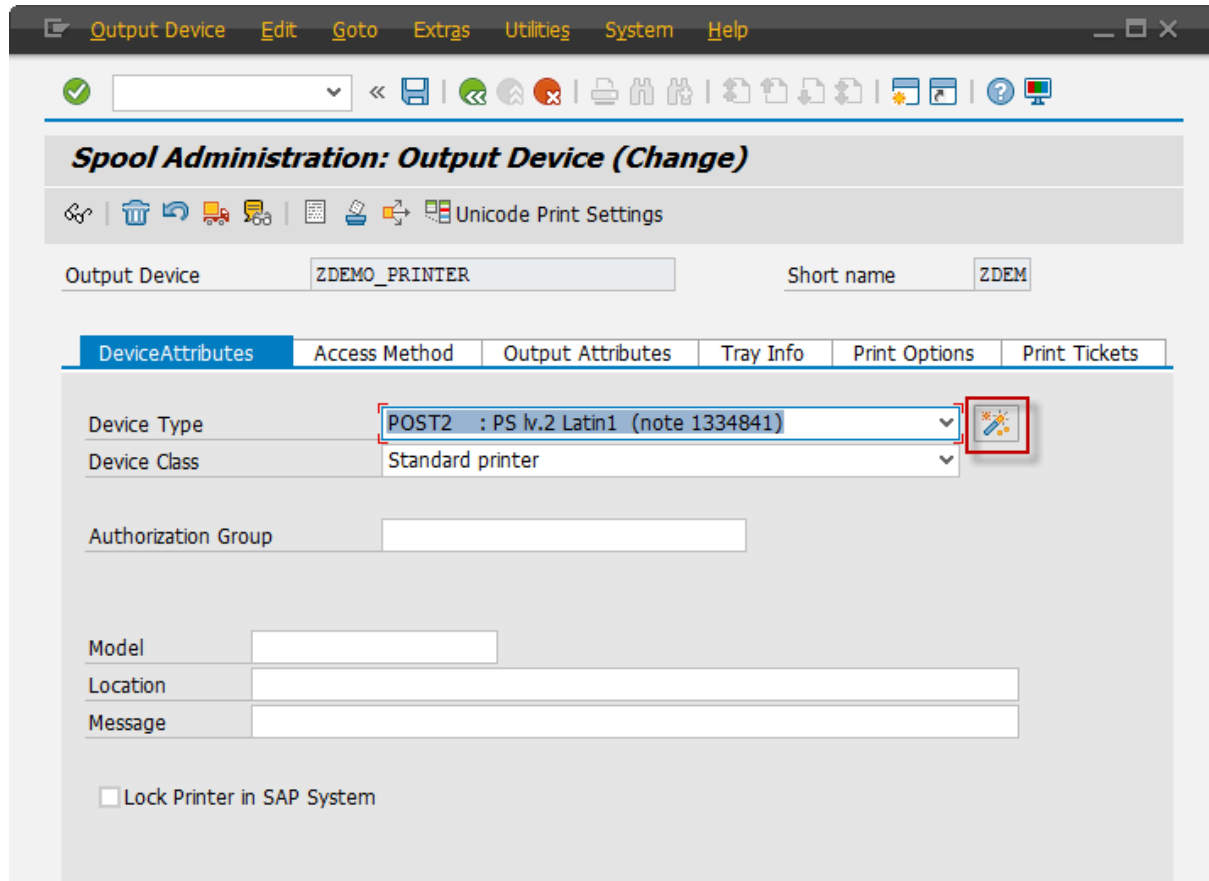 Output Device Edit Goto Extras Utilities System Help
Spool Administration: Output Device (Change)
Unicode Print Settings
Output Device ZDEMO_PRINTER Short name ZDEM
DeviceAttributes Access Method Output Attributes Tray Info Print Options Print Tickets
Device Type POST2 : PS lv.2 Latin1 (note 1334841)
Device Class Standard printer
Authorization Group
Model
Location
Message
Lock Printer in SAP System